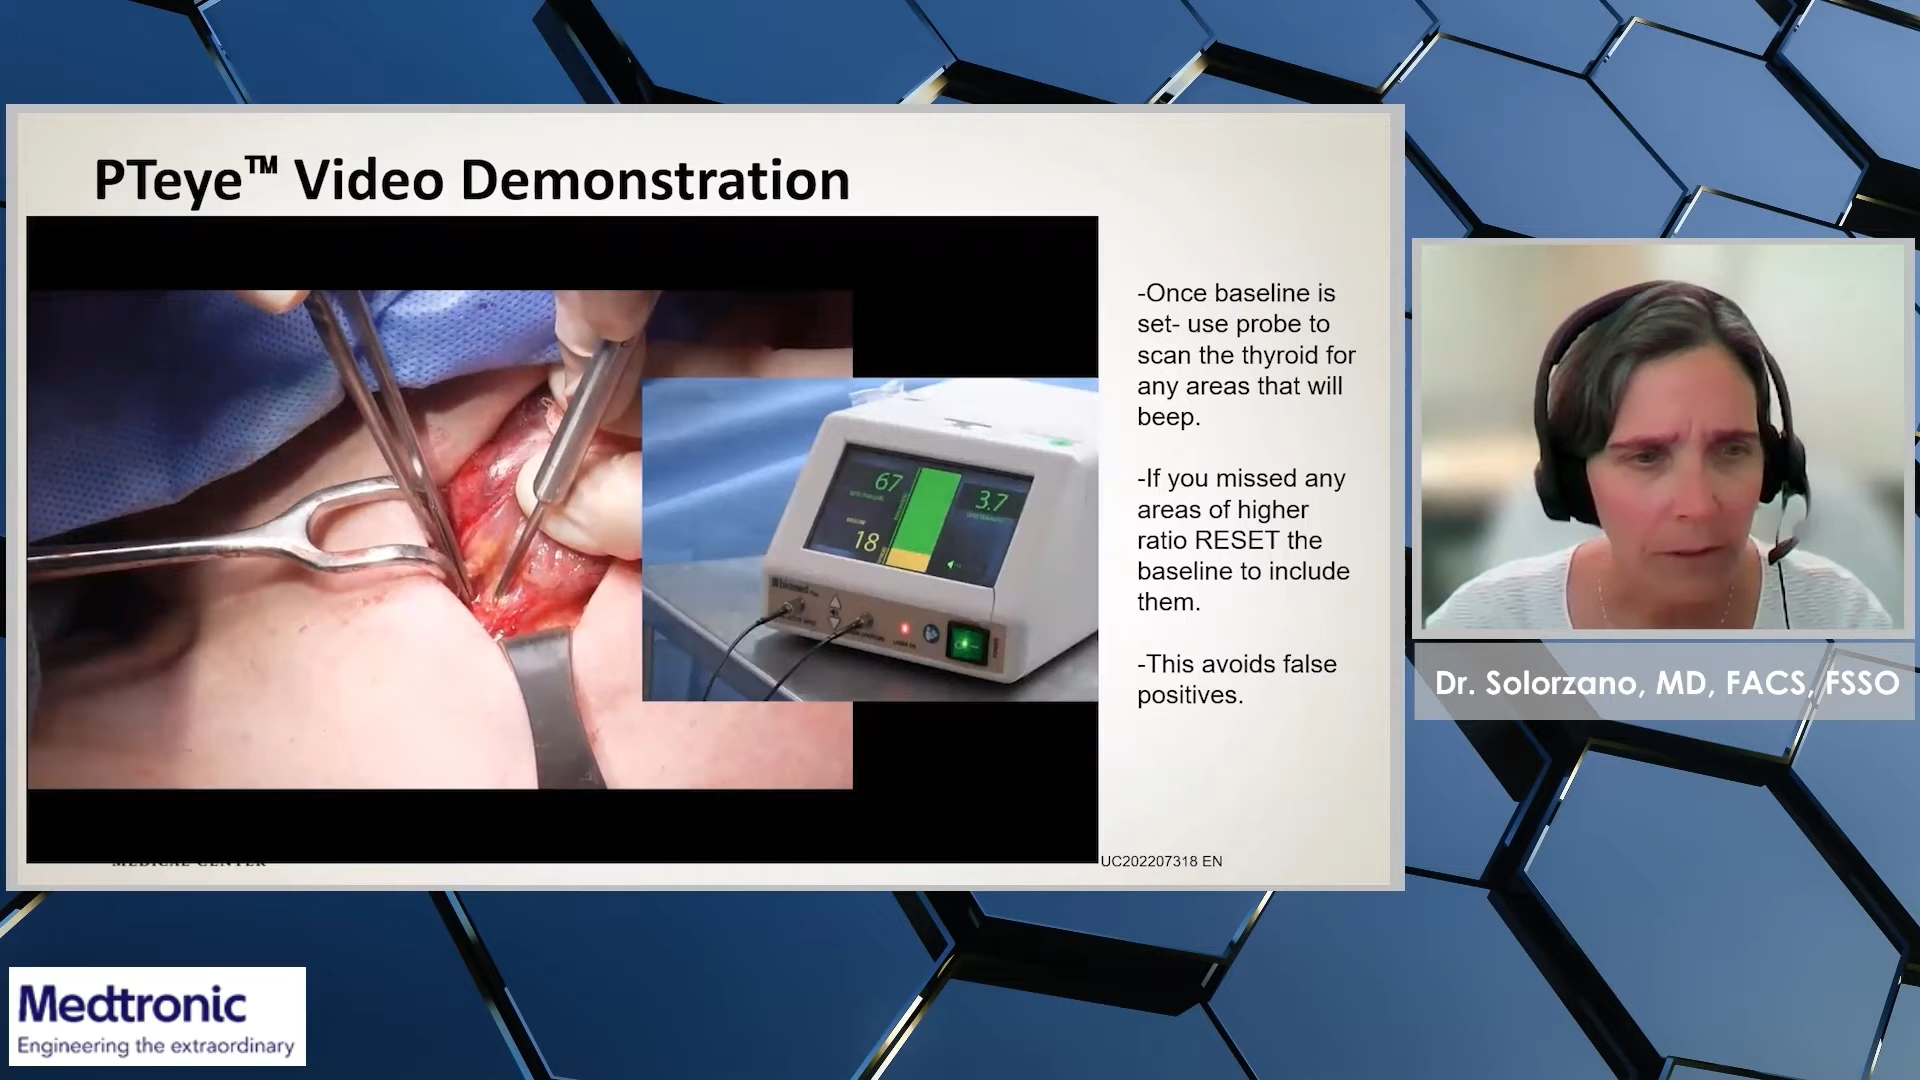 PTeye™ Video Demonstration
67
3.7
18
-Once baseline is
set- use probe to
scan the thyroid for
any areas that will
beep.
-If you missed any
areas of higher
ratio RESET the
baseline to include
them.
-This avoids false
positives.
MEDICAL CENTER
UC202207318 EN
Dr. Solorzano, MD, FACS, FSSO
Medtronic
Engineering the extraordinary